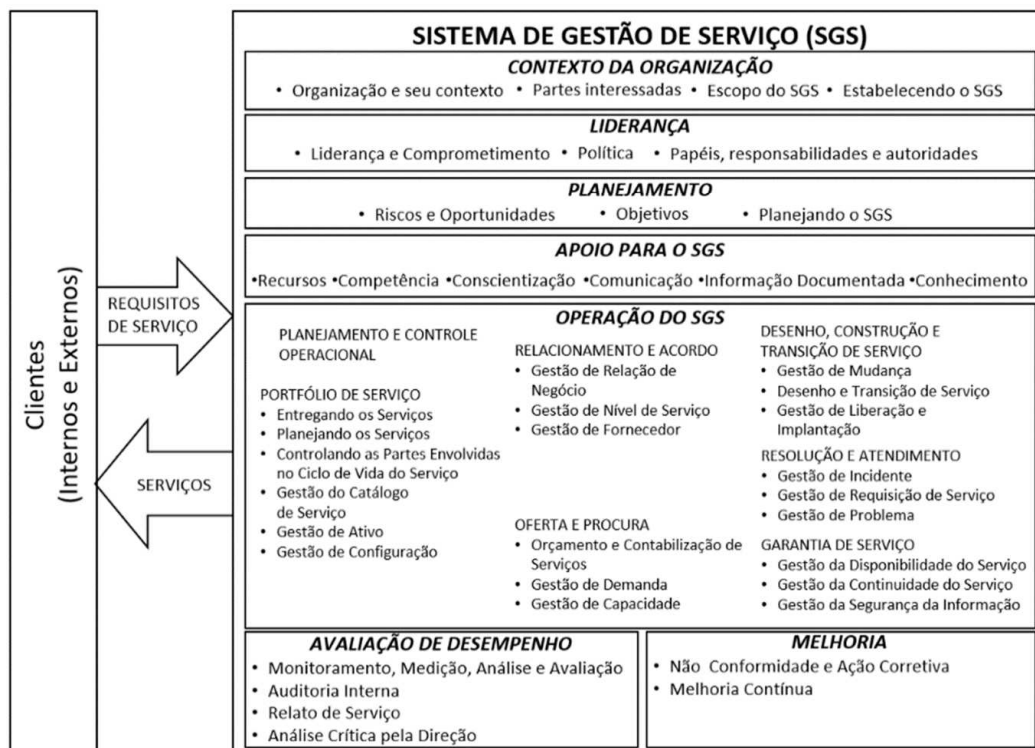 Clientes
(Internos e Externos)
REQUISITOS
DE SERVIÇO
SERVIÇOS
SISTEMA DE GESTÃO DE SERVIÇO (SGS)
CONTEXTO DA ORGANIZAÇÃO
• Organização e seu contexto • Partes interessadas • Escopo do SGS • Estabelecendo o SGS
LIDERANÇA
• Liderança e Comprometimento • Política • Papéis, responsabilidades e autoridades
PLANEJAMENTO
• Riscos e Oportunidades • Objetivos • Planejando o SGS
APOIO PARA O SGS
•Recursos •Competência •Conscientização •Comunicação •Informação Documentada •Conhecimento
OPERAÇÃO DO SGS
PLANEJAMENTO E CONTROLE
OPERACIONAL
PORTFÓLIO DE SERVIÇO
• Entregando os Serviços
• Planejando os Serviços
• Controlando as Partes Envolvidas
no Ciclo de Vida do Serviço
• Gestão do Catálogo
de Serviço
• Gestão de Ativo
• Gestão de Configuração
RELACIONAMENTO E ACORDO
• Gestão de Relação de
Negócio
• Gestão de Nível de Serviço
• Gestão de Fornecedor
OFERTA E PROCURA
• Orçamento e Contabilização de
Serviços
• Gestão de Demanda
• Gestão de Capacidade
DESENHO, CONSTRUÇÃO E
TRANSIÇÃO DE SERVIÇO
• Gestão de Mudança
• Desenho e Transição de Serviço
• Gestão de Liberação e
Implantação
RESOLUÇÃO E ATENDIMENTO
• Gestão de Incidente
• Gestão de Requisição de Serviço
• Gestão de Problema
GARANTIA DE SERVIÇO
• Gestão da Disponibilidade do Serviço
• Gestão da Continuidade do Serviço
• Gestão da Segurança da Informação
AVALIAÇÃO DE DESEMPENHO
• Monitoramento, Medição, Análise e Avaliação
• Auditoria Interna
• Relato de Serviço
• Análise Crítica pela Direção
MELHORIA
• Não Conformidade e Ação Corretiva
• Melhoria Contínua